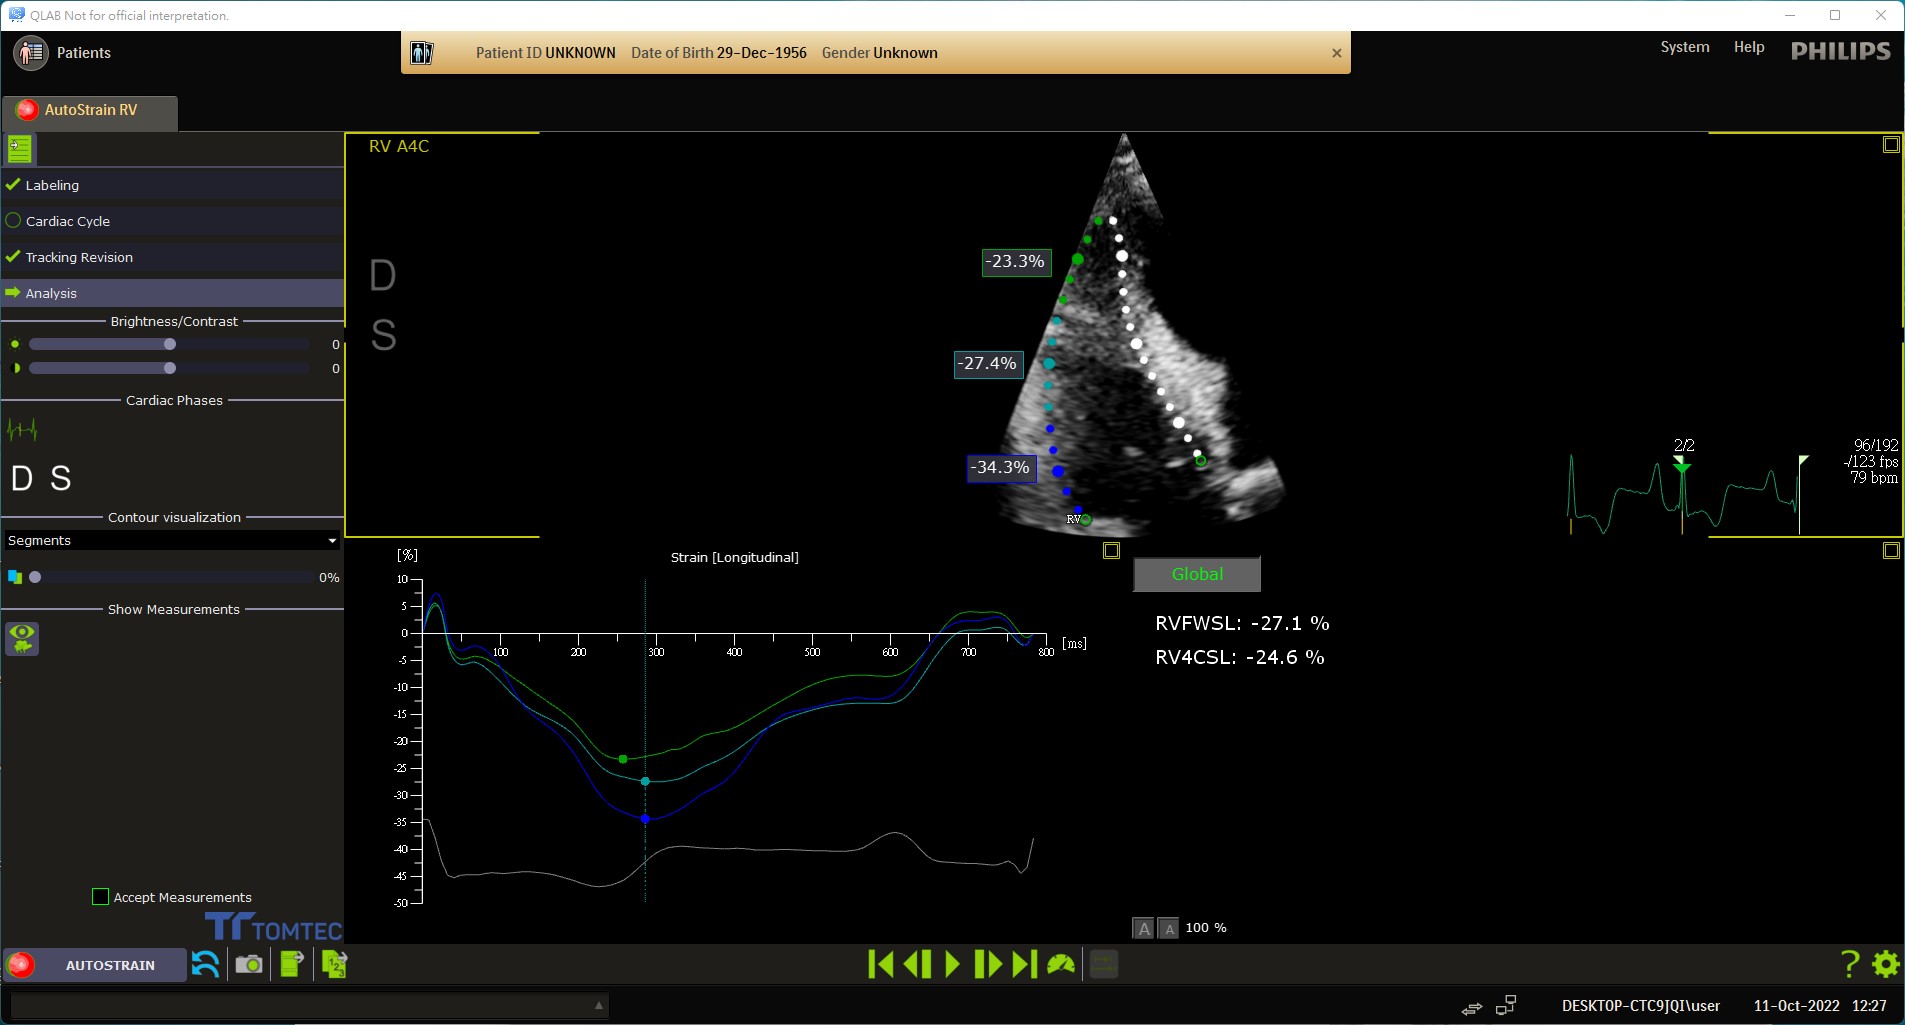 QLAB Not for official interpretation.
Patients
Patient ID UNKNOWN Date of Birth 29-Dec-1956 Gender Unknown
System Help PHILIPS
AutoStrain RV
Labeling
Cardiac Cycle
Tracking Revision
Analysis
Brightness/Contrast
0
0
Cardiac Phases
D S
Contour visualization
Segments
0%
Show Measurements
Accept Measurements
TOMTEC
RV A4C
D
S
-23.3%
-27.4%
-34.3%
RV
2/2
96/192
-/123 fps
79 bpm
[%]
Strain [Longitudinal]
10
5
0
-5
-10
-15
-20
-25
-30
-35
-40
-45
-50
100 200 300 400 500 600 700 800 [ms]
Global
RVFWSL: -27.1 %
RV4CSL: -24.6 %
A A 100 %
AUTOSTRAIN
1 2 3
?
DESKTOP-CTC9JQI\user 11-Oct-2022 12:27